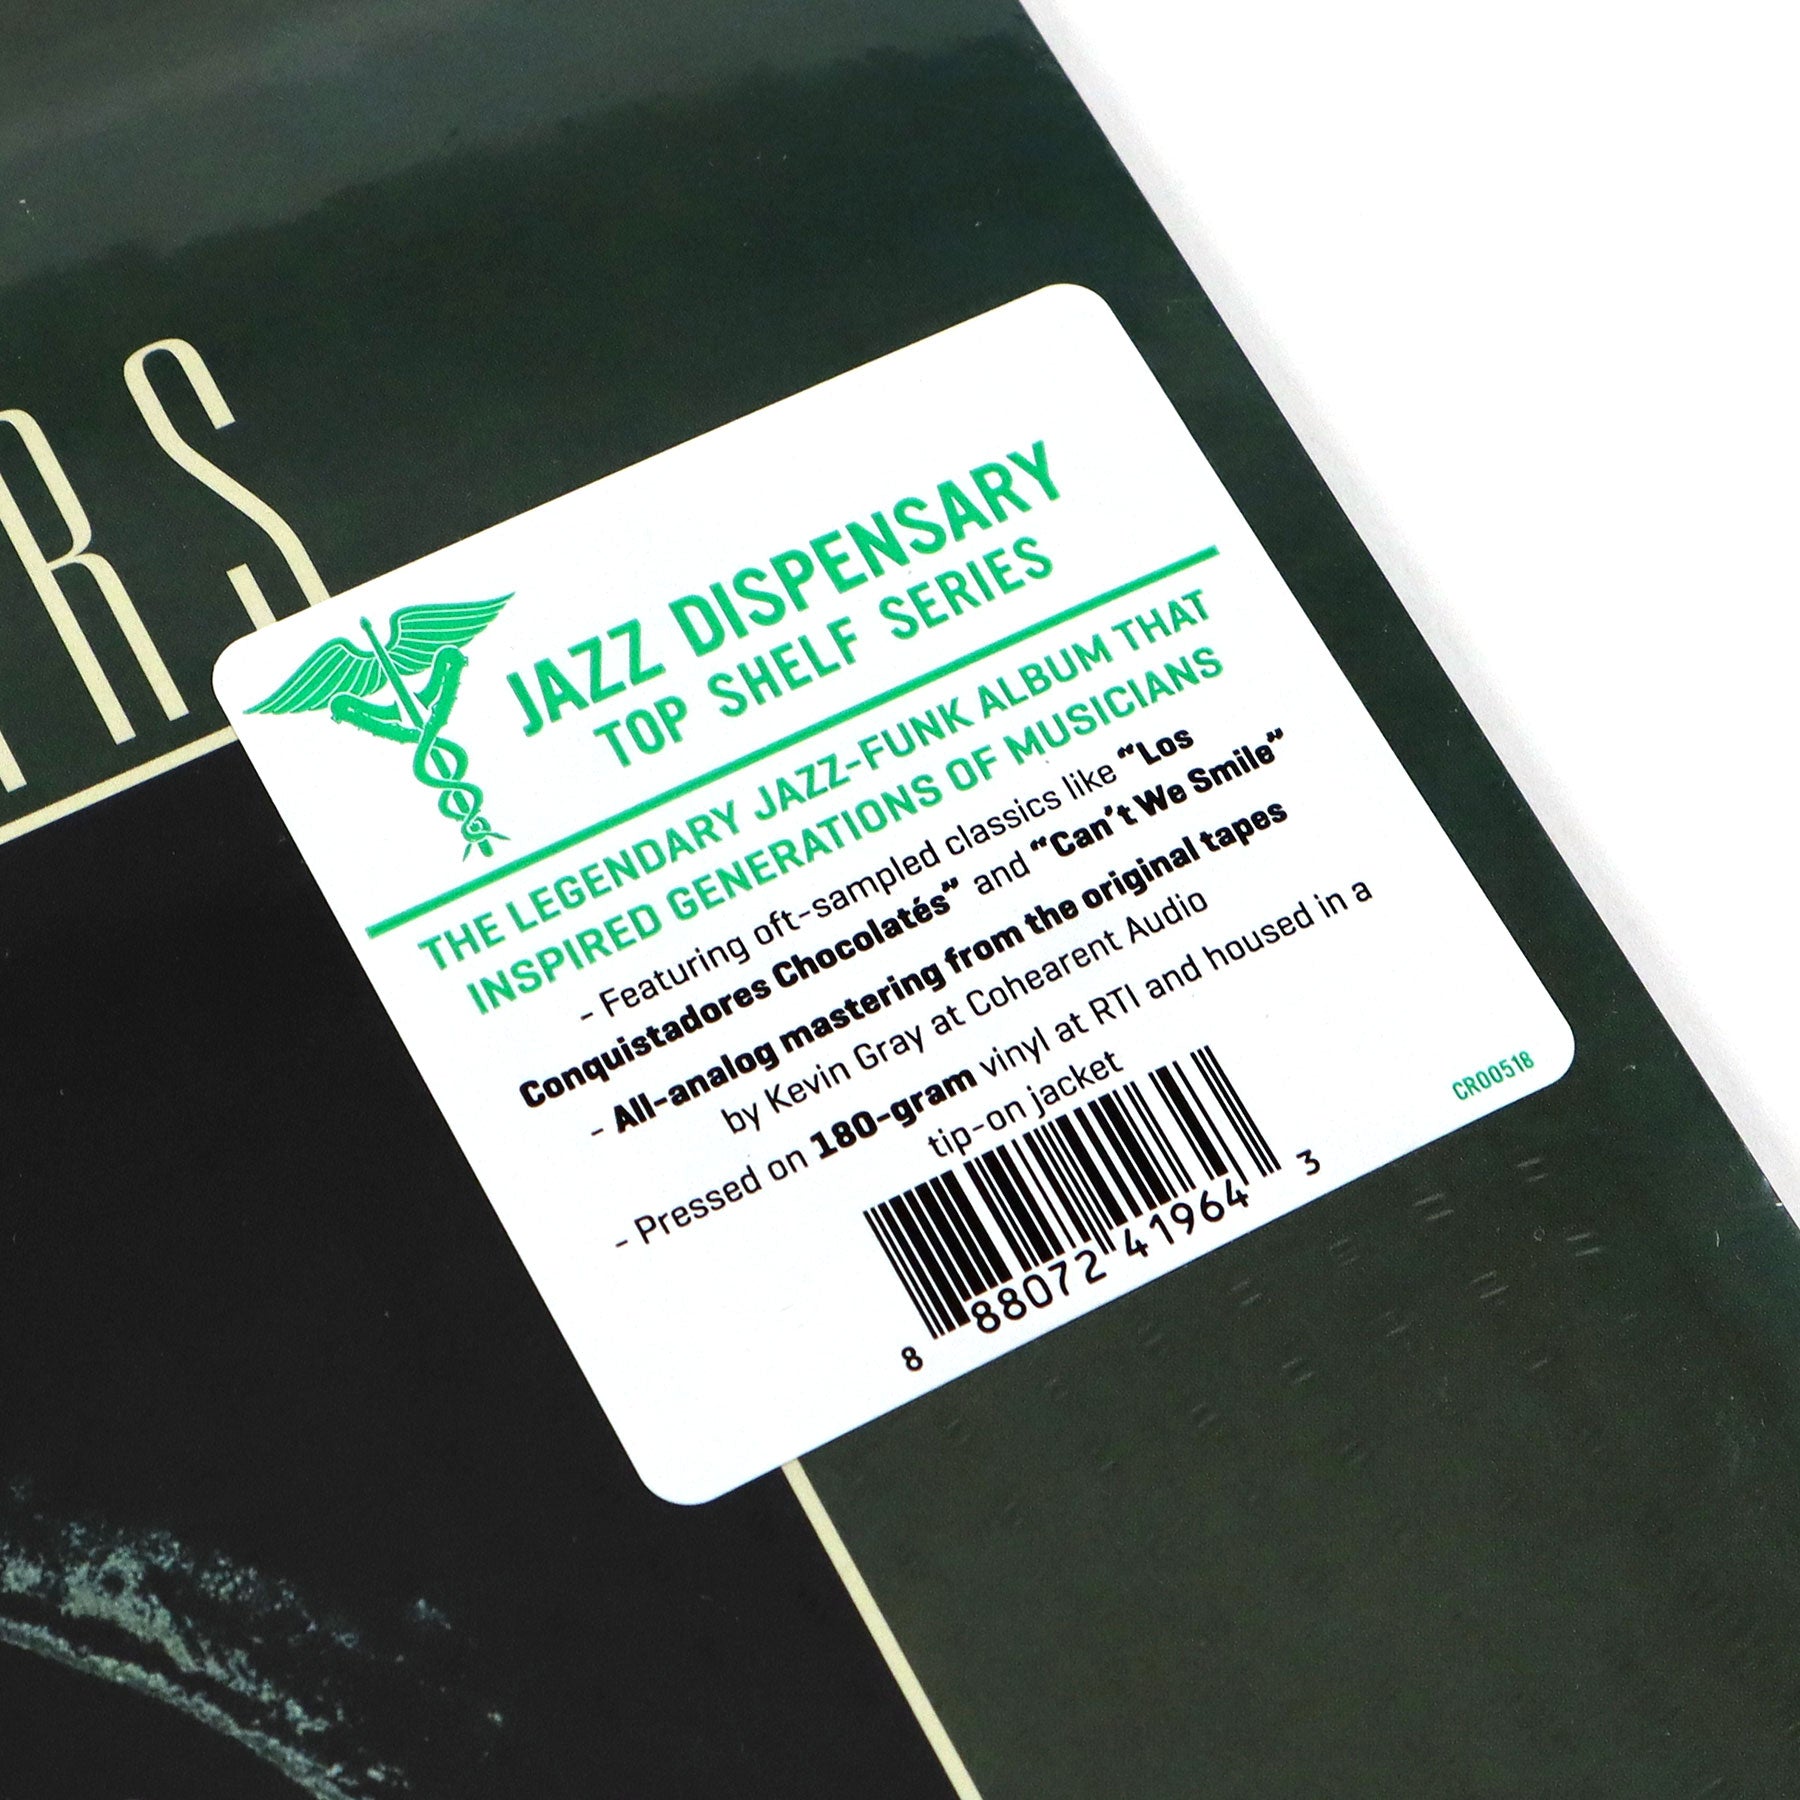 RS
JAZZ DISPENSARY
TOP SHELF SERIES
THE LEGENDARY JAZZ-FUNK ALBUM THAT
INSPIRED GENERATIONS OF MUSICIANS
- Featuring oft-sampled classics like “Los
Conquistadores Chocolatés” and “Can’t We Smile”
- All-analog mastering from the original tapes
by Kevin Gray at Cohearent Audio
- Pressed on 180-gram vinyl at RTI and housed in a
tip-on jacket
8 88072 41964 3
CR00518